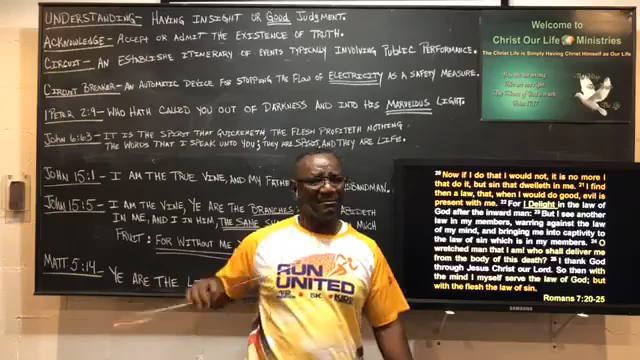 UNDERSTANDING- HAVING INSIGHT OR GOOD JUDGMENT.
ACKNOWLEDGE- ACCEPT OR ADMIT THE EXISTENCE OF TRUTH.
CIRCUIT- AN ESTABLISHE ITINERARY OF EVENTS TYPICALLY INVOLVING PUBLIC PERFORMANCE.
CIRCUIT BREAKER- AN AUTOMATIC DEVICE FOR STOPPING THE FLOW OF ELECTRICITY AS A SAFETY MEASURE.
1 PETER 2:9- WHO HATH CALLED YOU OUT OF DARKNESS AND INTO HIS MARVELOUS LIGHT.
JOHN 6:63- IT IS THE SPIRIT THAT QUICKENETH THE FLESH PROFITETH NOTHING:
THE WORDS THAT I SPEAK UNTO YOU; THEY ARE SPIRIT, AND THEY ARE LIFE.
JOHN 15:1- I AM THE TRUE VINE, AND MY FATHER HUSBANDMAN.
JOHN 15:5- I AM THE VINE, YE ARE THE BRANCHES ABIDETH
IN ME, AND I IN HIM, THE SAME MUCH
FRUIT: FOR WITHOUT ME
MATT 5:14- YE ARE THE
Welcome to
Christ Our Life Ministries
The Christ Life is Simply Having Christ Himself as Our Life
The Life
20 Now if I do that I would not, it is no more I
that do it, but sin that dwelleth in me. 21 I find
then a law, that, when I would do good, evil is
present with me. 22 For I Delight in the law of
God after the inward man: 23 But I see another
law in my members, warring against the law
of my mind, and bringing me into captivity to
the law of sin which is in my members. 24 O
wretched man that I am! who shall deliver me
from the body of this death? 25 I thank God
through Jesus Christ our Lord. So then with
the mind I myself serve the law of God; but
with the flesh the law of sin.
Romans 7:20-25
SAMSUNG
RUN
UNITED
5K